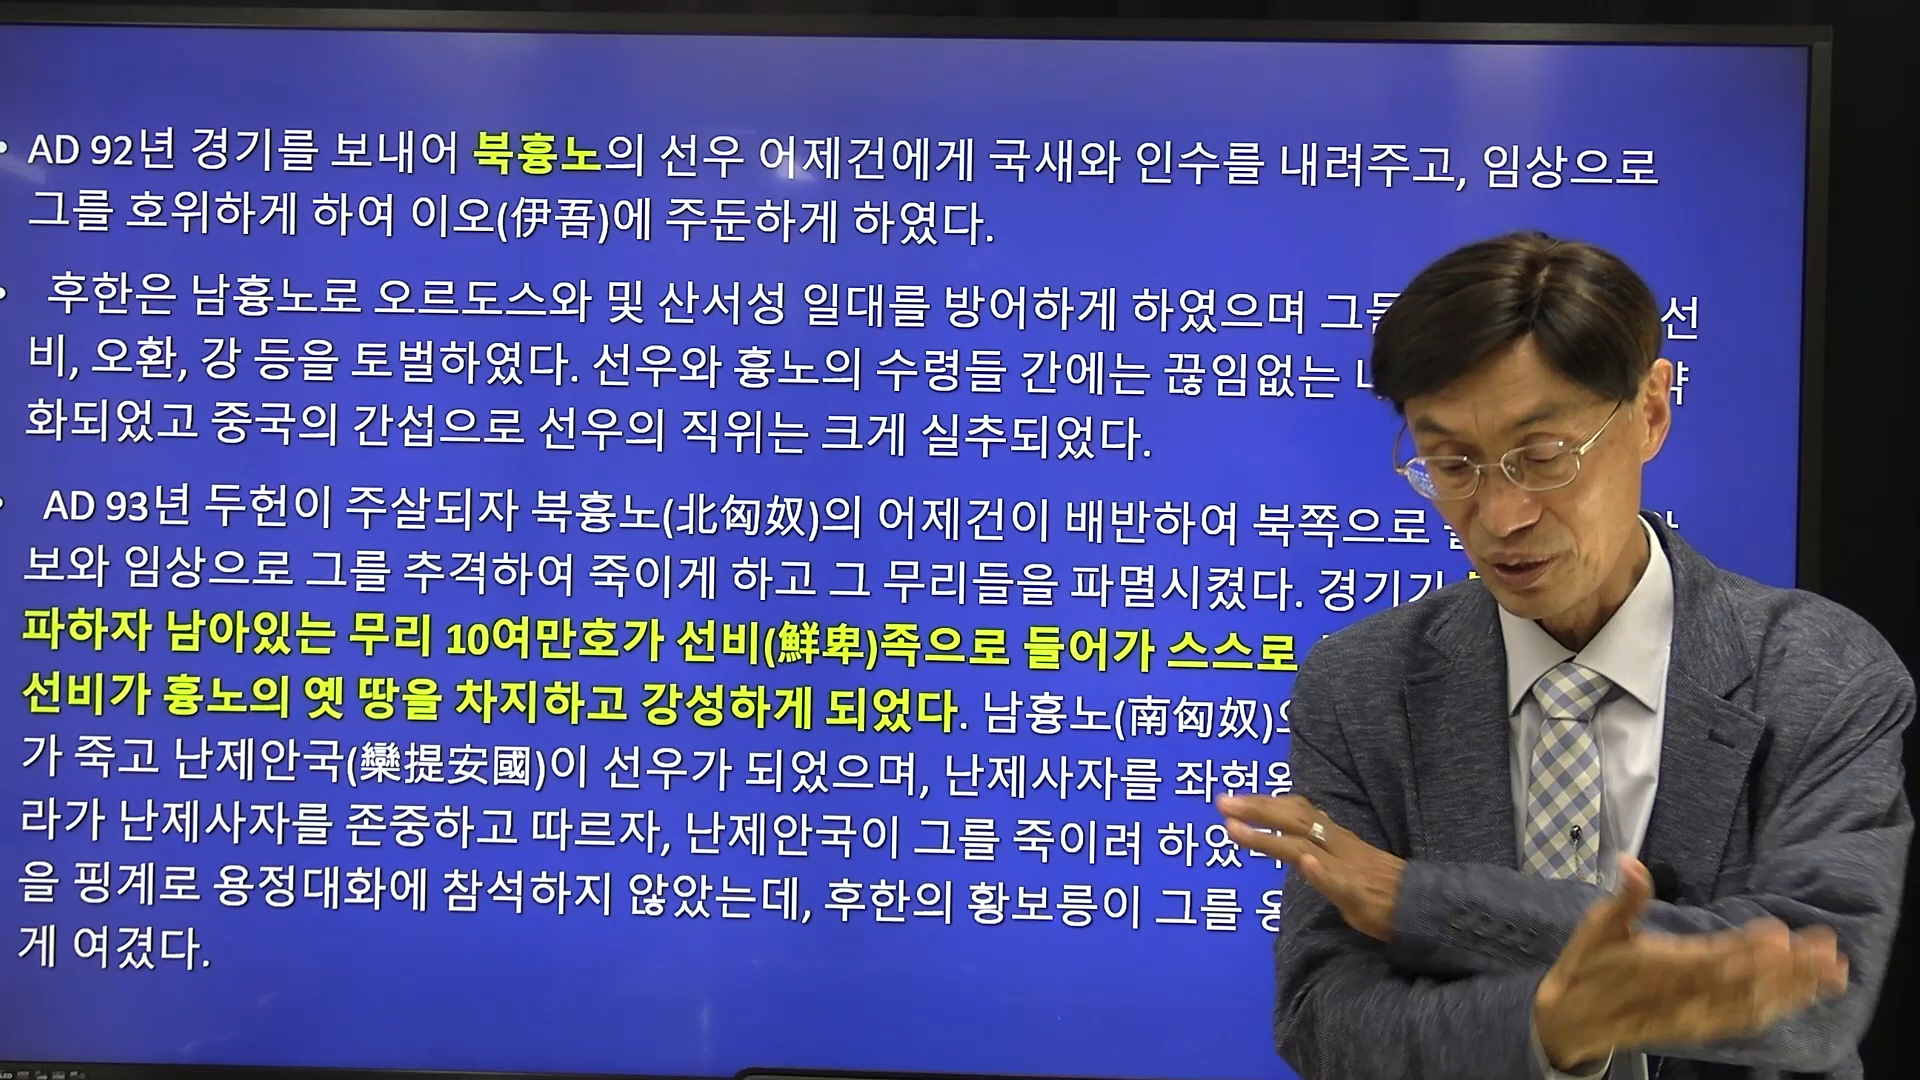 • AD 92년 경기를 보내어 북흉노의 선우 어제건에게 국새와 인수를 내려주고, 임상으로
그를 호위하게 하여 이오(伊吾)에 주둔하게 하였다.
• 후한은 남흉노로 오르도스와 및 산서성 일대를 방어하게 하였으며 선
비, 오환, 강 등을 토벌하였다. 선우와 흉노의 수령들 간에는 끊임없는
화되었고 중국의 간섭으로 선우의 직위는 크게 실추되었다.
• AD 93년 두헌이 주살되자 북흉노(北匈奴)의 어제건이 배반하여 북쪽으로
보와 임상으로 그를 추격하여 죽이게 하고 그 무리들을 파멸시켰다.
파하자 남아있는 무리 10여만호가 선비(鮮卑)족으로 들어가 스스로
선비가 흉노의 옛 땅을 차지하고 강성하게 되었다. 남흉노(南匈奴)
가 죽고 난제안국(欒提安國)이 선우가 되었으며, 난제사자를
라가 난제사자를 존중하고 따르자, 난제안국이 그를 죽이려
을 핑계로 용정대회에 참석하지 않았는데, 후한의 황보릉이 그를
게 여겼다.